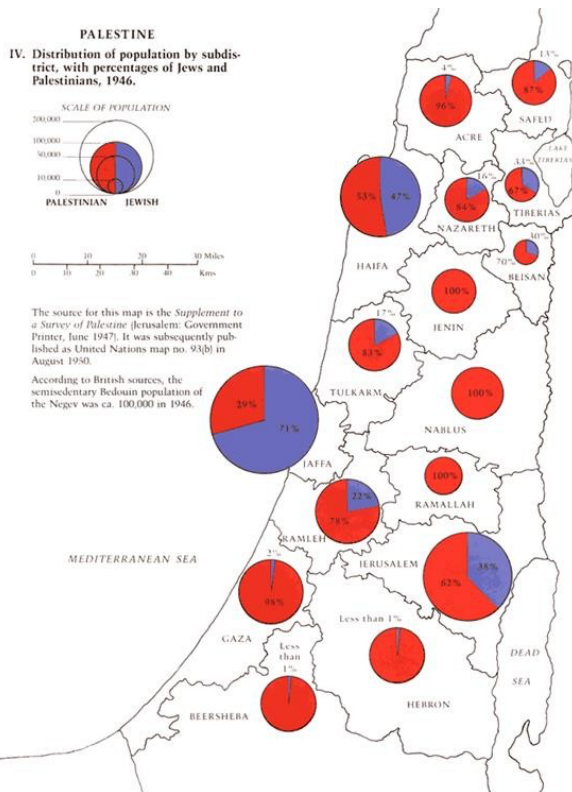 PALESTINE
IV. Distribution of population by subdis-
trict, with percentages of Jews and
Palestinians, 1946.
SCALE OF POPULATION
200,000
100,000
50,000
10,000
0
PALESTINIAN JEWISH
0 10 20 30 Miles
0 10 20 30 40 Kms
The source for this map is the Supplement to
a Survey of Palestine (Jerusalem: Government
Printer, June 1947). It was subsequently pub-
lished as United Nations map no. 93(b) in
August 1950.
According to British sources, the
semisedentary Bedouin population of
the Negev was ca. 100,000 in 1946.
4%
96%
ACRE
13%
87%
SAFED
LAKE
TIBERIAS
33%
67%
TIBERIAS
16%
84%
NAZARETH
53%
47%
HAIFA
30%
70%
BEISAN
100%
JENIN
17%
83%
TULKARM
100%
NABLUS
29%
71%
JAFFA
100%
RAMALLAH
22%
78%
RAMLEH
MEDITERRANEAN SEA
JERUSALEM
38%
62%
2%
98%
GAZA
Less than 1%
HEBRON
Less
than
1%
BEERSHEBA
DEAD
SEA